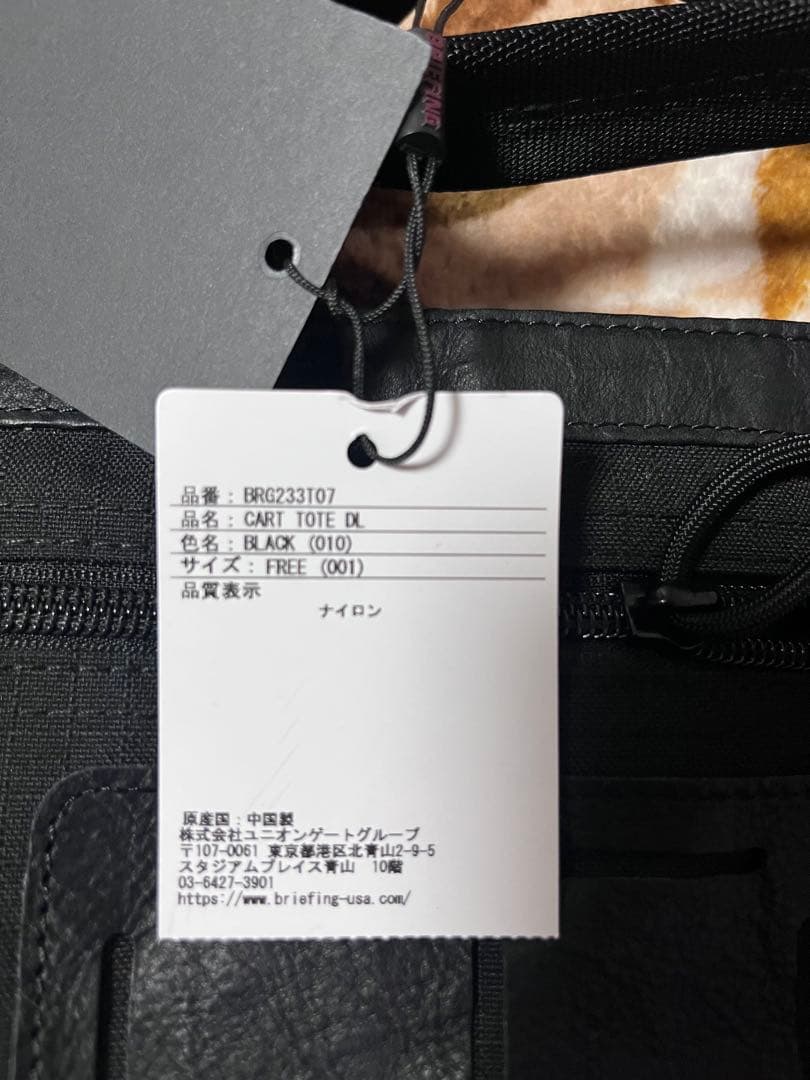 BRIEFING
品番：BRG233T07
品名：CART TOTE DL
色名：BLACK (010)
サイズ：FREE (001)
品質表示
ナイロン
原産国：中国製
株式会社ユニオンゲートグループ
〒107-0061 東京都港区北青山2-9-5
スタジアムプレイス青山 10階
03-6427-3901
https://www.briefing-usa.com/